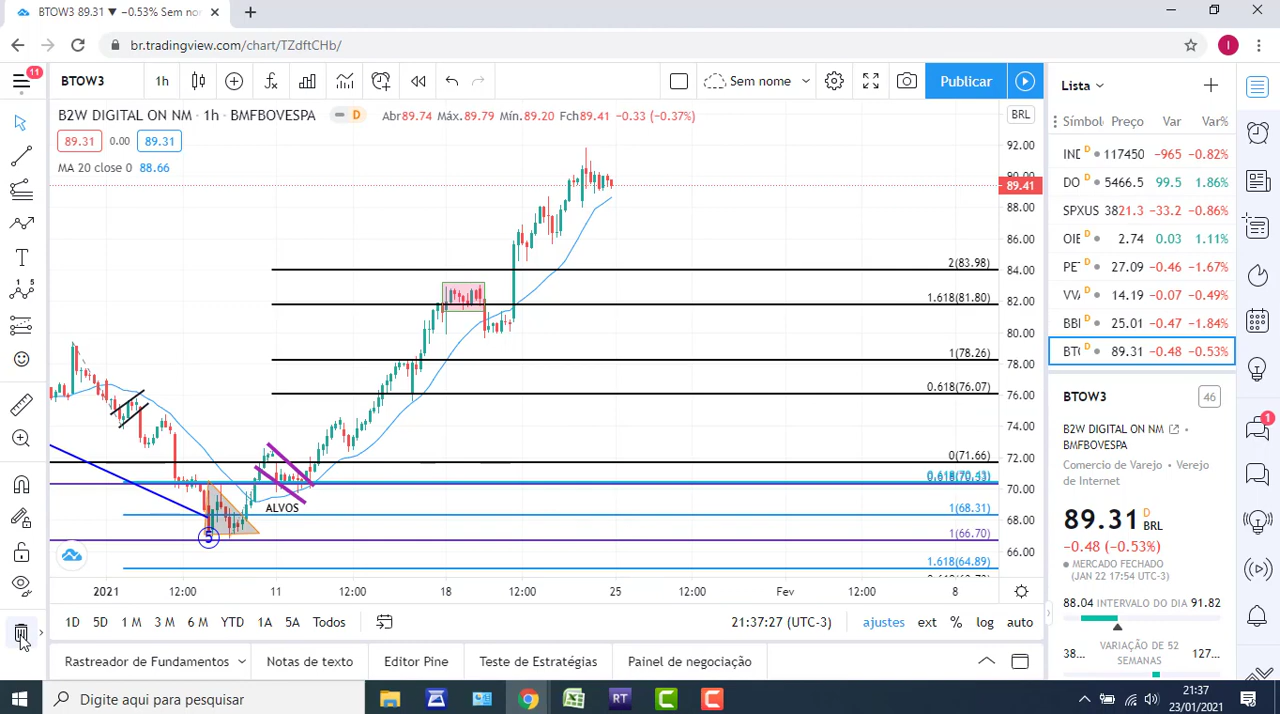 BTOW3 89.31 ▼ −0.53% Sem nom
br.tradingview.com/chart/TZdftCHb/
11
BTOW3 1h Sem nome Publicar
B2W DIGITAL ON NM · 1h · BMFBOVESPA D Abr89.74 Máx.89.79 Mín.89.20 Fch89.41 −0.33 (−0.37%)
89.31 0.00 89.31
MA 20 close 0 88.66
BRL
92.00
90.00
89.41
88.00
86.00
84.00
82.00
80.00
78.00
76.00
74.00
72.00
70.00
68.00
66.00
2(83.98)
1.618(81.80)
1(78.26)
0.618(76.07)
0(71.66)
1(68.31)
1(66.70)
1.618(64.89)
ALVOS
5
2021 12:00 11 12:00 18 12:00 25 12:00 Fev 12:00 8
1D 5D 1 M 3 M 6 M YTD 1A 5A Todos 21:37:27 (UTC-3) ajustes ext % log auto
Rastreador de Fundamentos Notas de texto Editor Pine Teste de Estratégias Painel de negociação
Lista
Símbol Preço Var Var%
IND D 117450 −965 −0.82%
DO D 5466.5 99.5 1.86%
SPXUS 3821.3 −33.2 −0.86%
OIE D 2.74 0.03 1.11%
PE D 27.09 −0.46 −1.67%
VV D 14.19 −0.07 −0.49%
BBI D 25.01 −0.47 −1.84%
BTC D 89.31 −0.48 −0.53%
BTOW3 46
B2W DIGITAL ON NM
BMFBOVESPA
Comercio de Varejo • Verejo
de Internet
89.31 D BRL
−0.48 (−0.53%)
MERCADO FECHADO
(JAN 22 17:54 UTC-3)
88.04 INTERVALO DO DIA 91.82
VARIAÇÃO DE 52
38... SEMANAS 127...
1
I
Digite aqui para pesquisar
RT
21:37
23/01/2021